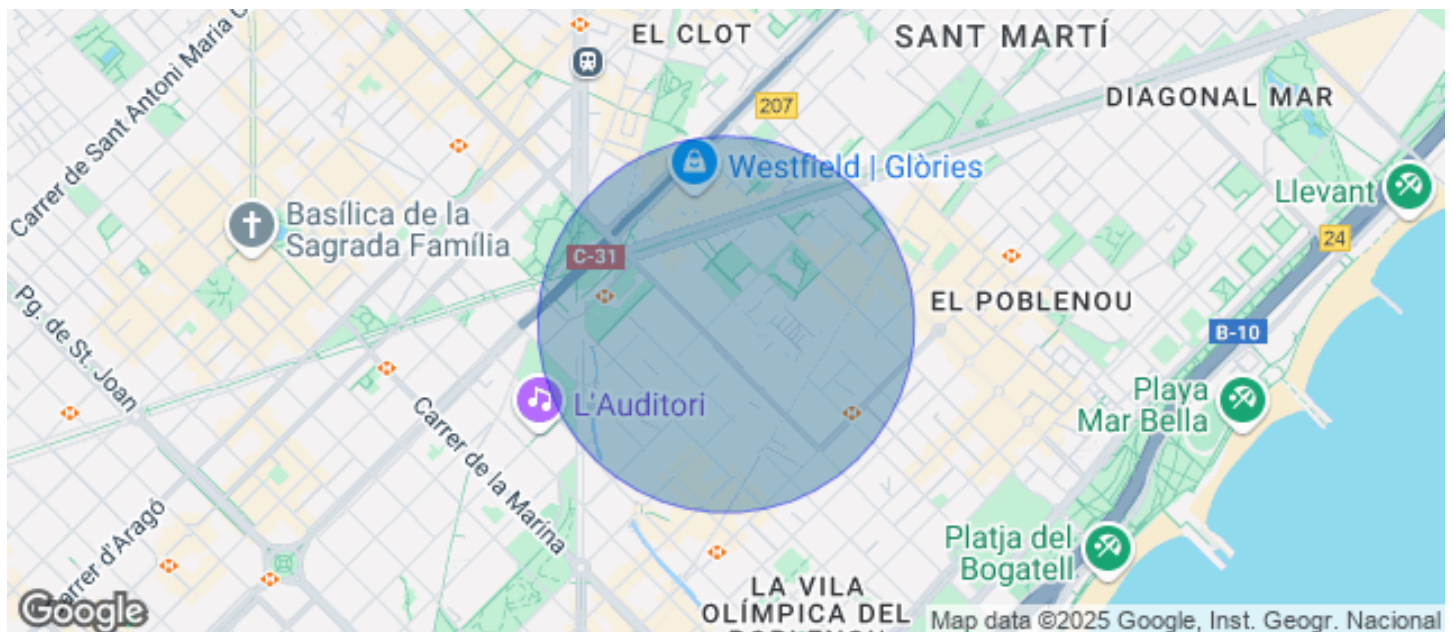 EL CLOT
SANT MARTÍ
207
DIAGONAL MAR
Carrer de Sant Antoni Maria C
Westfield | Glòries
Llevant
Basílica de la
Sagrada Família
24
C-31
EL POBLENOU
B-10
Pg. de St. Joan
Playa
Mar Bella
L'Auditori
Carrer de la Marina
Carrer d'Aragó
Platja del
Bogatell
LA VILA
OLÍMPICA DEL
POBLENOU
Google
Map data ©2025 Google, Inst. Geogr. Nacional